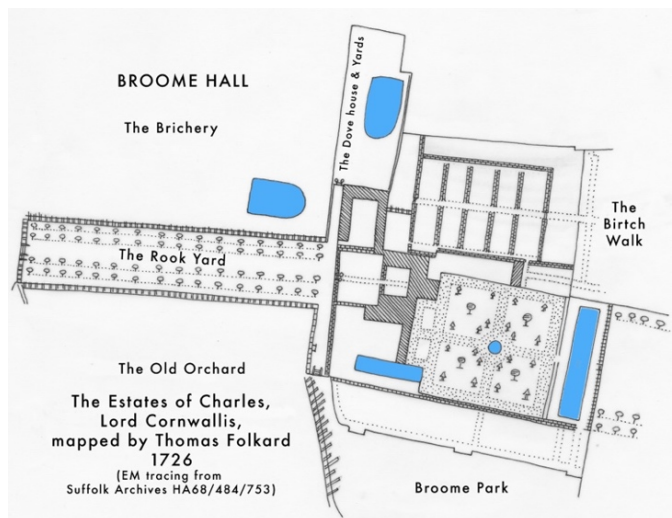 BROOME HALL
The Brichery
The Dove house & Yards
The
Birtch
Walk
The Rook Yard
The Old Orchard
The Estates of Charles,
Lord Cornwallis,
mapped by Thomas Folkard
1726
(EM tracing from
Suffolk Archives HA68/484/753)
Broome Park